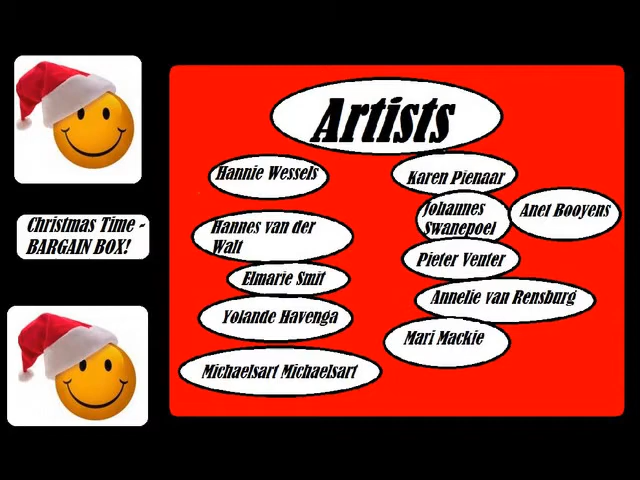 Christmas Time -
BARGAIN BOX!
Artists
Hannie Wessels
Hannes van der
Walt
Elmarie Smit
Yolande Havenga
Michaelsart Michaelsart
Karen Pienaar
Johannes
Swanepoel
Anet Booyens
Pieter Venter
Annelie van Rensburg
Mari Mackie